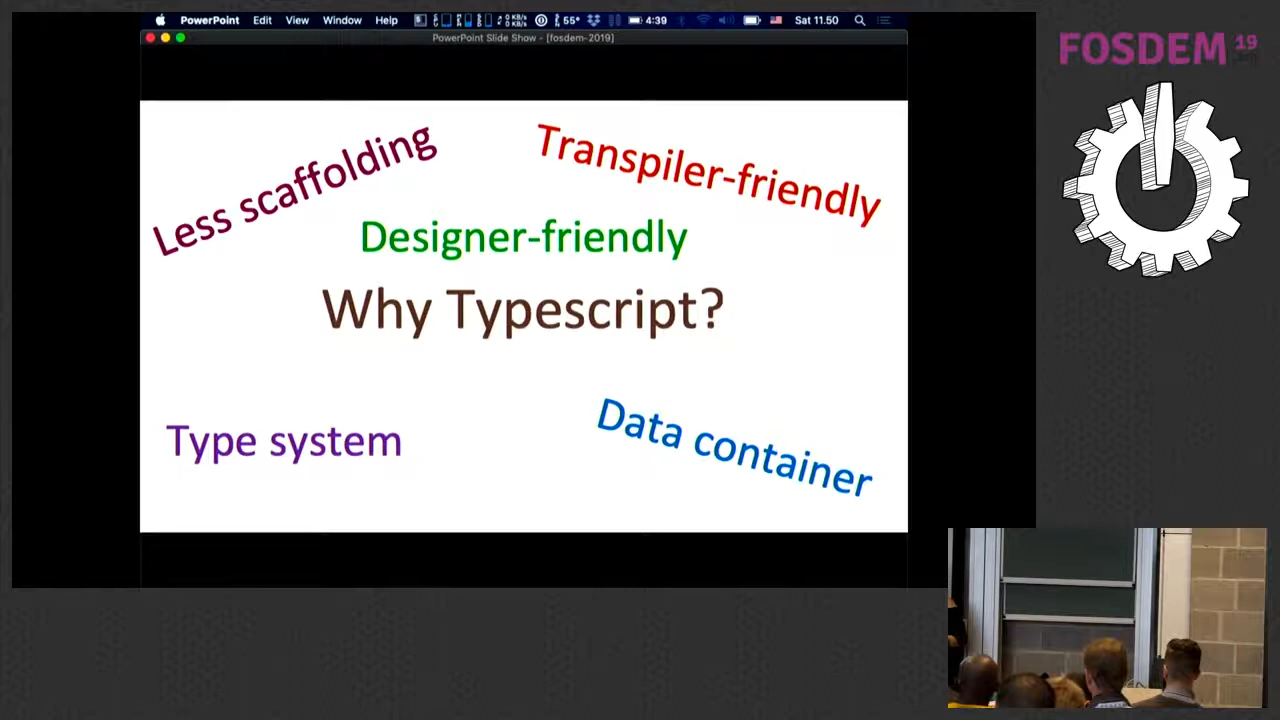 PowerPoint Edit View Window Help 55° 4:39 Sat 11.50
PowerPoint Slide Show - [fosdem-2019]
FOSDEM 19
Less scaffolding
Transpiler-friendly
Designer-friendly
Why Typescript?
Type system
Data container